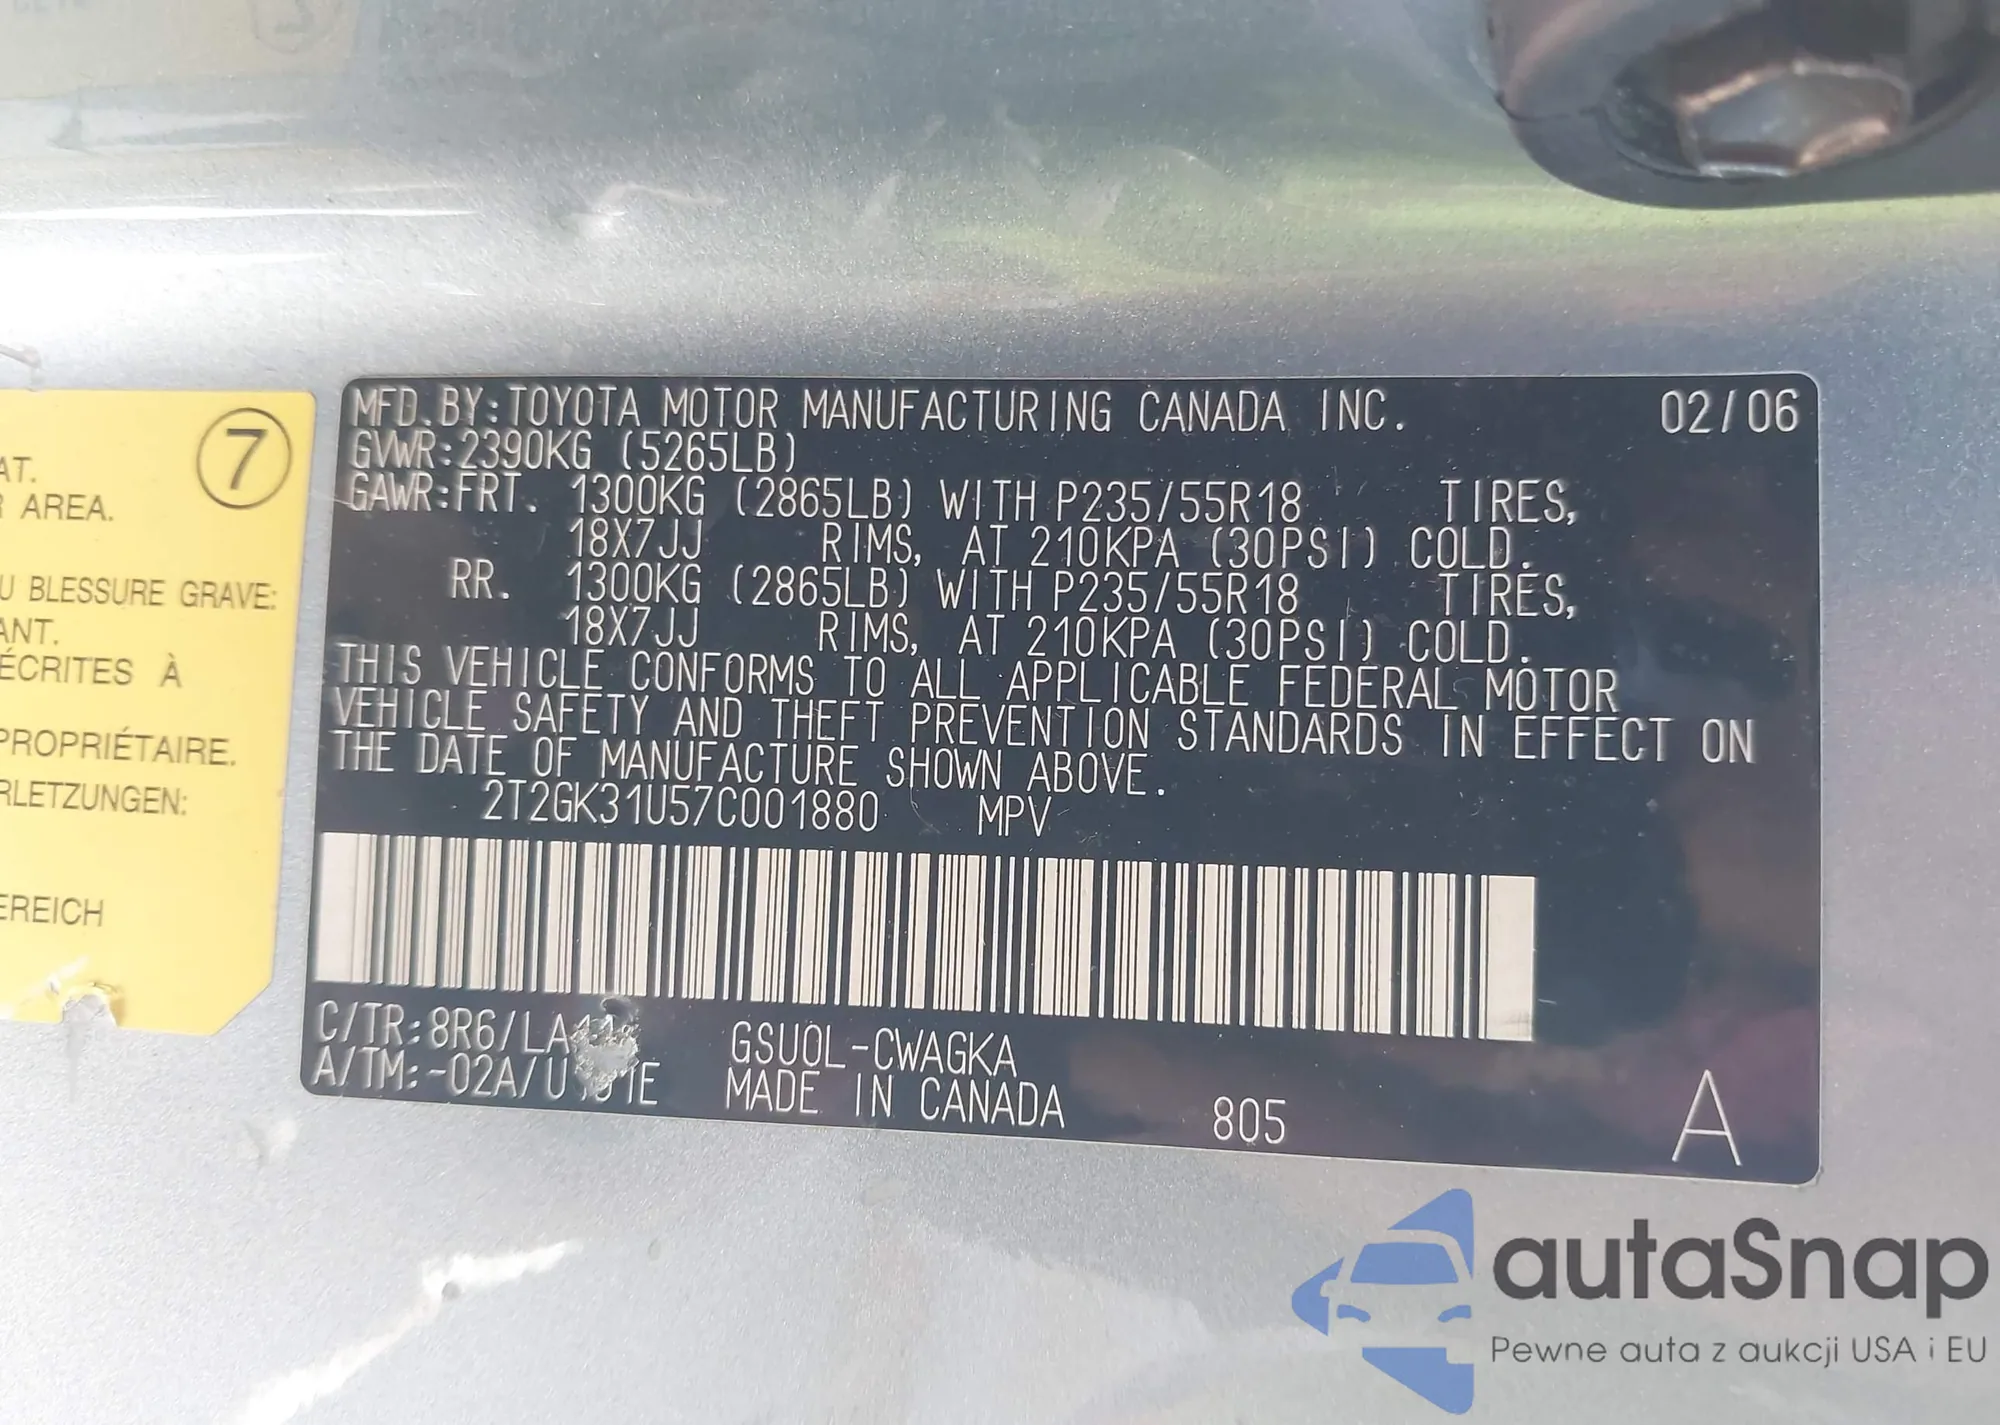 7
AT.
R AREA.
U BLESSURE GRAVE:
ANT.
ÉCRITES À
PROPRIÉTAIRE.
RLETZUNGEN:
EREICH
MFD.BY:TOYOTA MOTOR MANUFACTURING CANADA INC. 02/06
GVWR:2390KG (5265LB)
GAWR:FRT. 1300KG (2865LB) WITH P235/55R18 TIRES,
18X7JJ RIMS, AT 210KPA (30PSI) COLD.
RR. 1300KG (2865LB) WITH P235/55R18 TIRES,
18X7JJ RIMS, AT 210KPA (30PSI) COLD.
THIS VEHICLE CONFORMS TO ALL APPLICABLE FEDERAL MOTOR
VEHICLE SAFETY AND THEFT PREVENTION STANDARDS IN EFFECT ON
THE DATE OF MANUFACTURE SHOWN ABOVE.
2T2GK31U57C001880 MPV
C/TR:8R6/ GSU0L-CWAGKA
A/TM:-02A/ MADE IN CANADA 805 A
autaSnap
Pewne auta z aukcji USA i EU